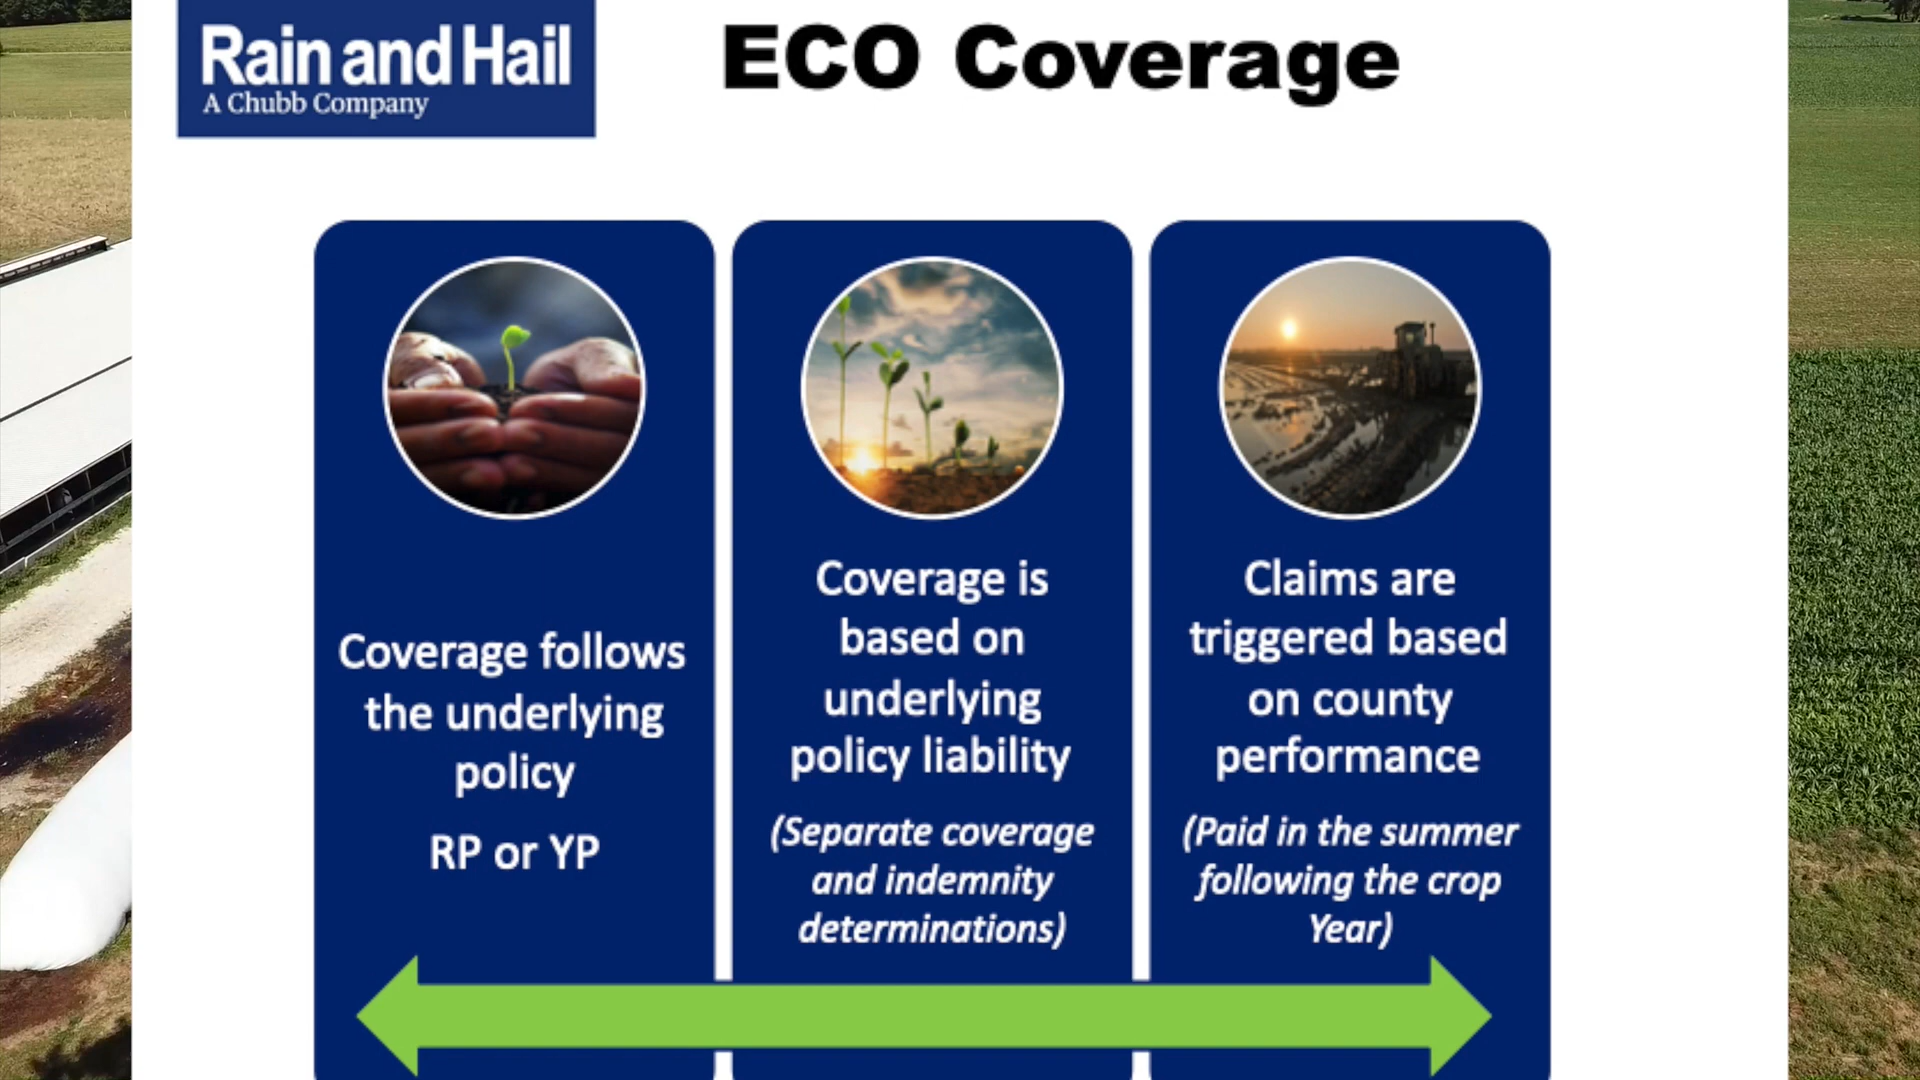 Rain and Hail
A Chubb Company
ECO Coverage
Coverage follows
the underlying
policy
RP or YP
Coverage is
based on
underlying
policy liability
(Separate coverage
and indemnity
determinations)
Claims are
triggered based
on county
performance
(Paid in the summer
following the crop
Year)